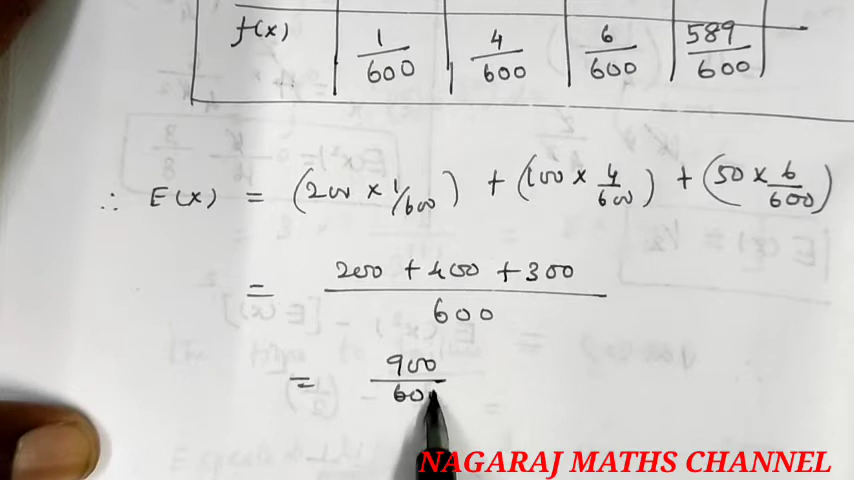 f(x) 1/600 4/600 6/600 589/600
∴ E(x) = (200 × 1/600) + (100 × 4/600) + (50 × 6/600)
= 200 + 400 + 300 / 600
= 900 / 600
NAGARAJ MATHS CHANNEL